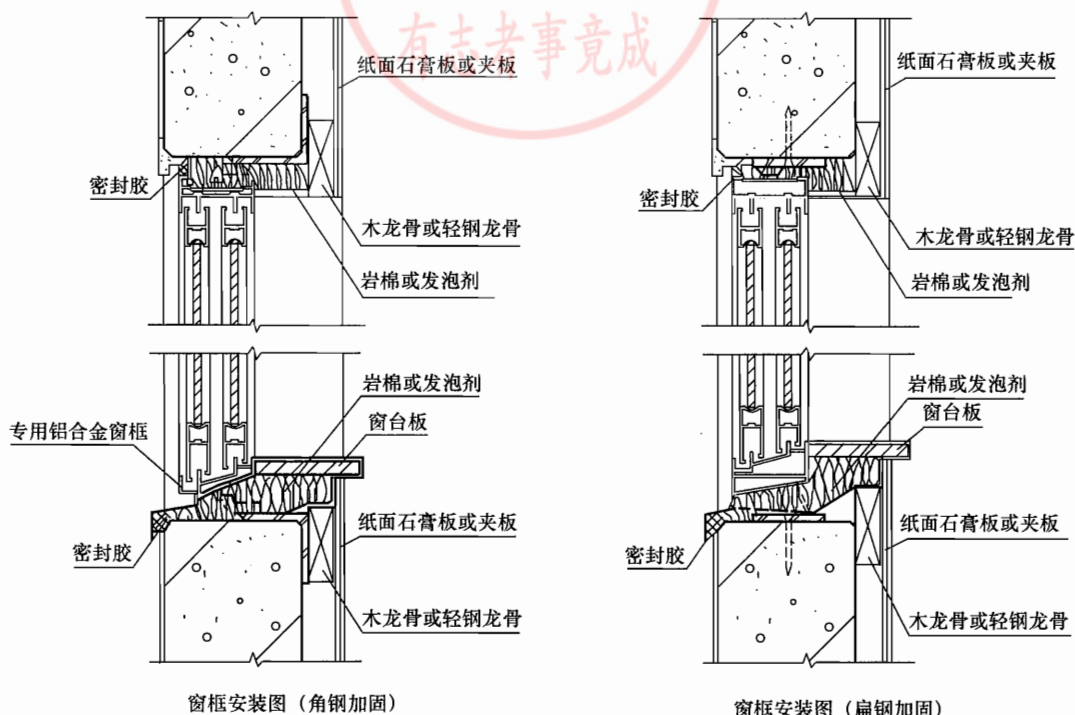 有志者事竟成
纸面石膏板或夹板
密封胶
木龙骨或轻钢龙骨
岩棉或发泡剂
岩棉或发泡剂
窗台板
专用铝合金窗框
纸面石膏板或夹板
密封胶
木龙骨或轻钢龙骨
窗框安装图（角钢加固）
纸面石膏板或夹板
密封胶
木龙骨或轻钢龙骨
岩棉或发泡剂
岩棉或发泡剂
窗台板
纸面石膏板或夹板
密封胶
木龙骨或轻钢龙骨
窗框安装图（扁钢加固）